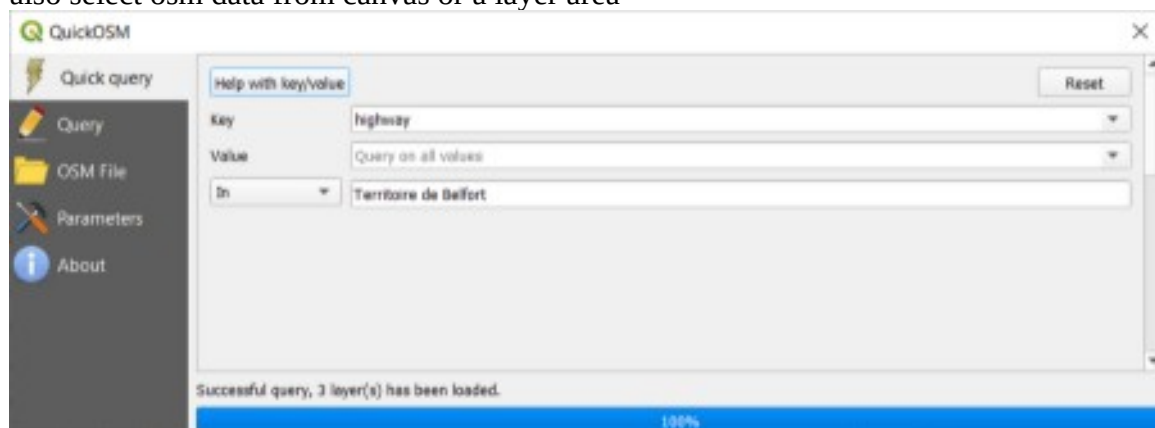 also select osm data from canvas or a layer area
QuickOSM
Quick query
Help with key/value
Reset
Query
Key
highway
Value
Query on all values
OSM File
In
Territoire de Belfort
Parameters
About
Successful query, 3 layer(s) has been loaded.
100%